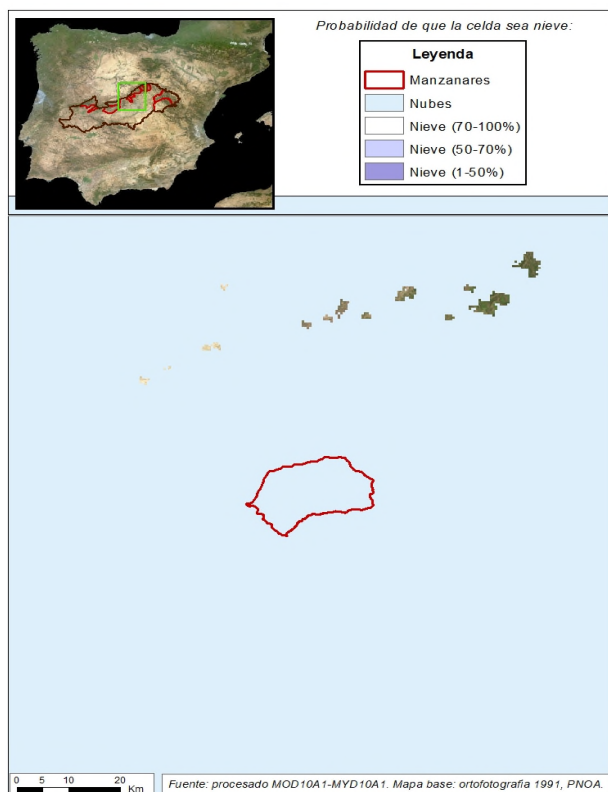 Probabilidad de que la celda sea nieve:
Leyenda
Manzanares
Nubes
Nieve (70-100%)
Nieve (50-70%)
Nieve (1-50%)
0 5 10 20
Km
Fuente: procesado MOD10A1-MYD10A1. Mapa base: ortofotografia 1991, PNOA.